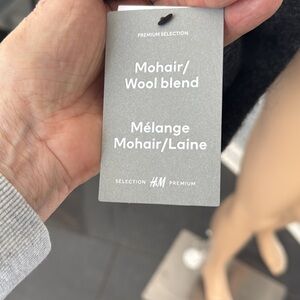 PREMIUM SELECTION
Mohair/
Wool blend
Mélange
Mohair/Laine
SELECTION H&M PREMIUM